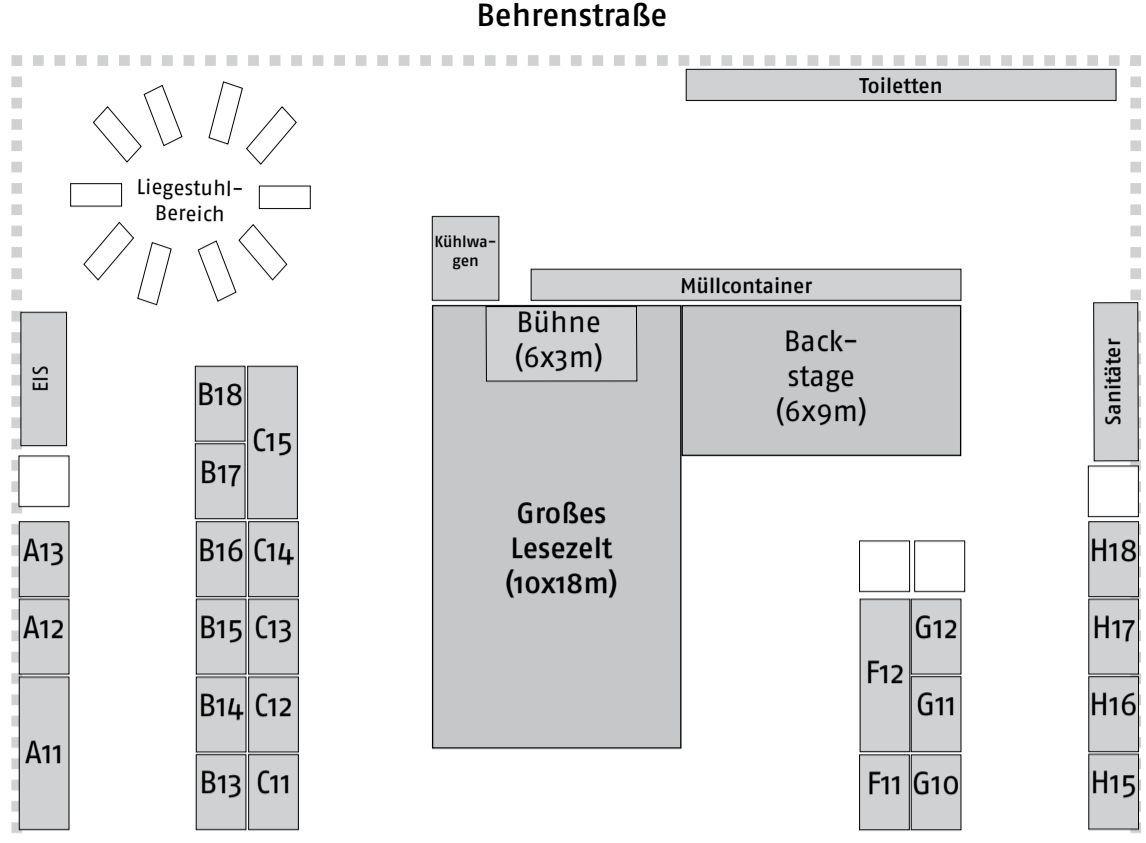 Behrenstraße
Toiletten
Liegestuhl-
Bereich
Kühlwa-
gen
Müllcontainer
Bühne
(6x3m)
Back-
stage
(6x9m)
EIS
Sanitäter
B18
C15
B17
Großes
Lesezelt
(10x18m)
A13
B16 C14
H18
A12
B15 C13
G12
H17
F12
B14 C12
G11
H16
A11
B13 C11
F11 G10
H15